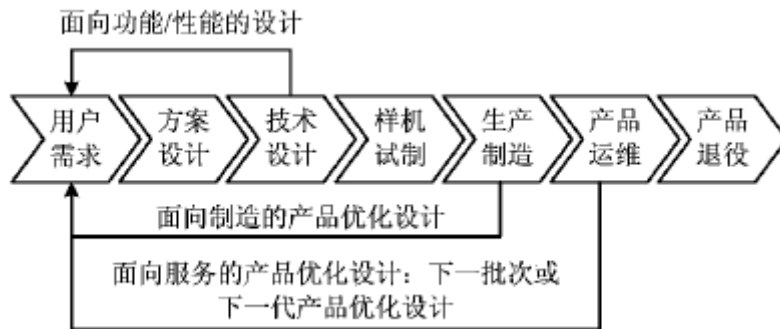 面向功能/性能的设计
用户
需求
方案
设计
技术
设计
样机
试制
生产
制造
产品
运维
产品
退役
面向制造的产品优化设计
面向服务的产品优化设计：下一批次或
下一代产品优化设计